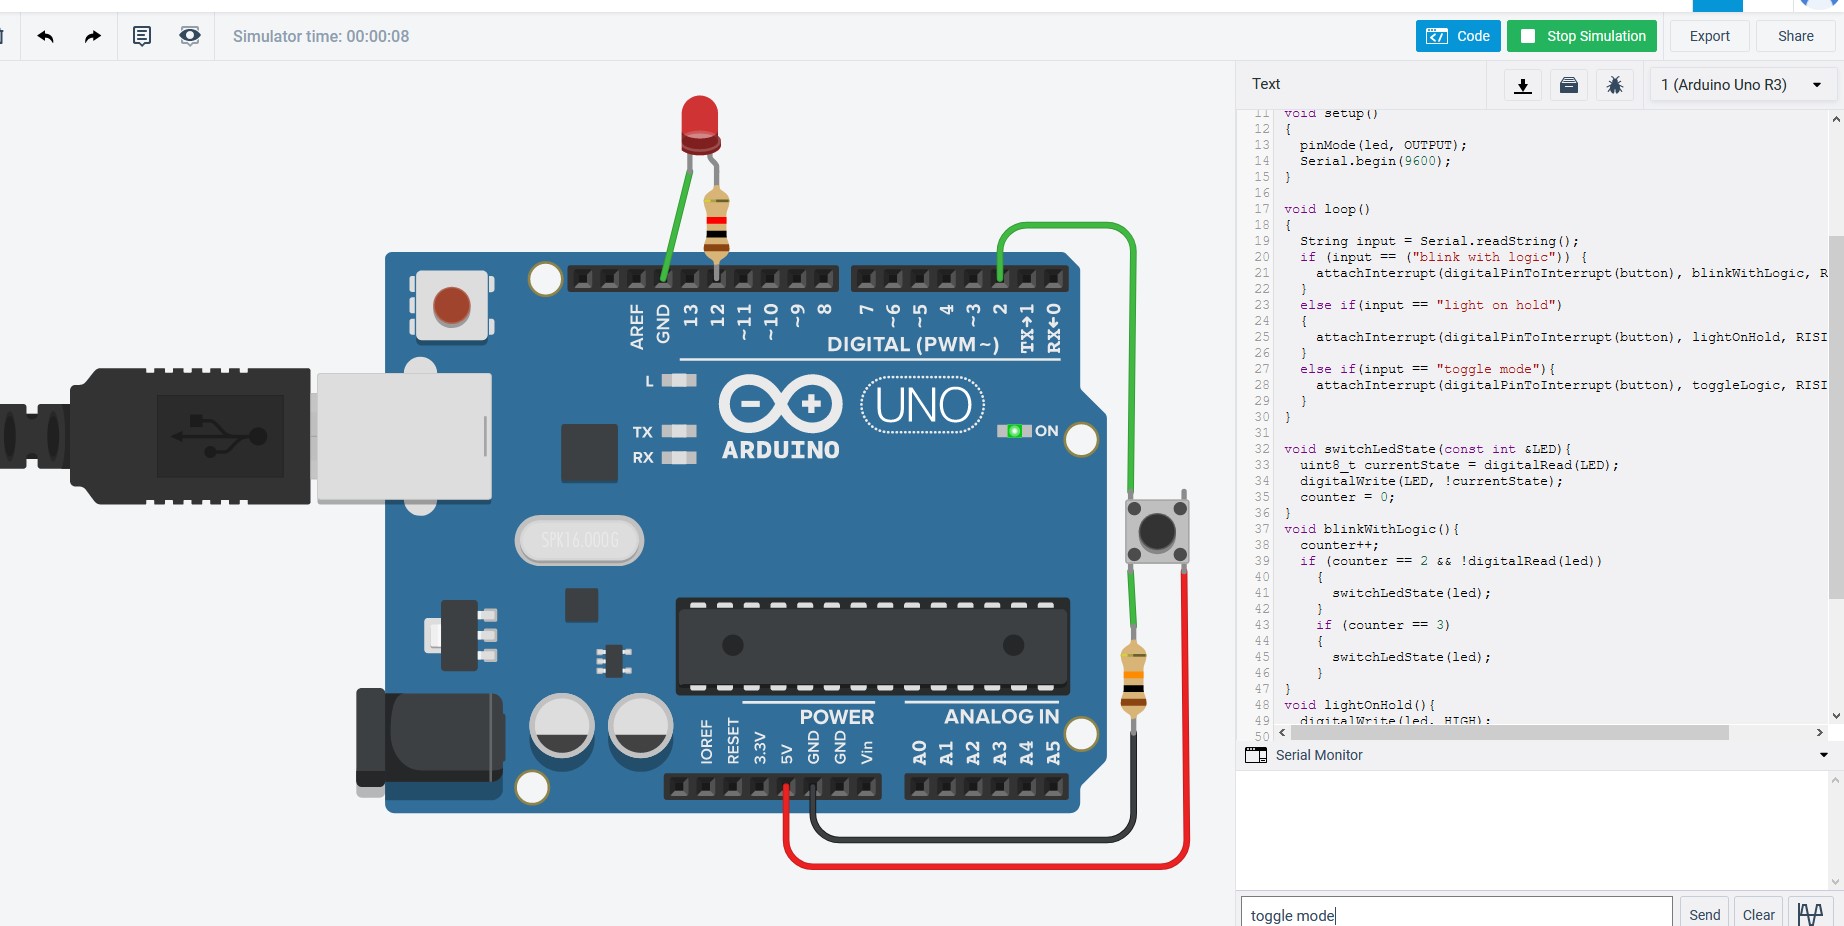 Simulator time: 00:00:08
Code
Stop Simulation
Export
Share
Text
1 (Arduino Uno R3)
11 void setup()
12 {
13 pinMode(led, OUTPUT);
14 Serial.begin(9600);
15 }
16
17 void loop()
18 {
19 String input = Serial.readString();
20 if (input == ("blink with logic")) {
21 attachInterrupt(digitalPinToInterrupt(button), blinkWithLogic, R
22 }
23 else if(input == "light on hold")
24 {
25 attachInterrupt(digitalPinToInterrupt(button), lightOnHold, RISI
26 }
27 else if(input == "toggle mode"){
28 attachInterrupt(digitalPinToInterrupt(button), toggleLogic, RISI
29 }
30 }
31
32 void switchLedState(const int &LED){
33 uint8_t currentState = digitalRead(LED);
34 digitalWrite(LED, !currentState);
35 counter = 0;
36 }
37 void blinkWithLogic(){
38 counter++;
39 if (counter == 2 && !digitalRead(led))
40 {
41 switchLedState(led);
42 }
43 if (counter == 3)
44 {
45 switchLedState(led);
46 }
47 }
48 void lightOnHold(){
49 digitalWrite(led, HIGH);
50
Serial Monitor
toggle mode
Send
Clear
AREF
GND
13
12
~11
~10
~9
8
7
~6
~5
4
~3
2
TX→1
RX←0
DIGITAL (PWM~)
L
TX
RX
ARDUINO
UNO
ON
SPK16.000G
POWER
ANALOG IN
IOREF
RESET
3.3V
5V
GND
GND
Vin
A0
A1
A2
A3
A4
A5